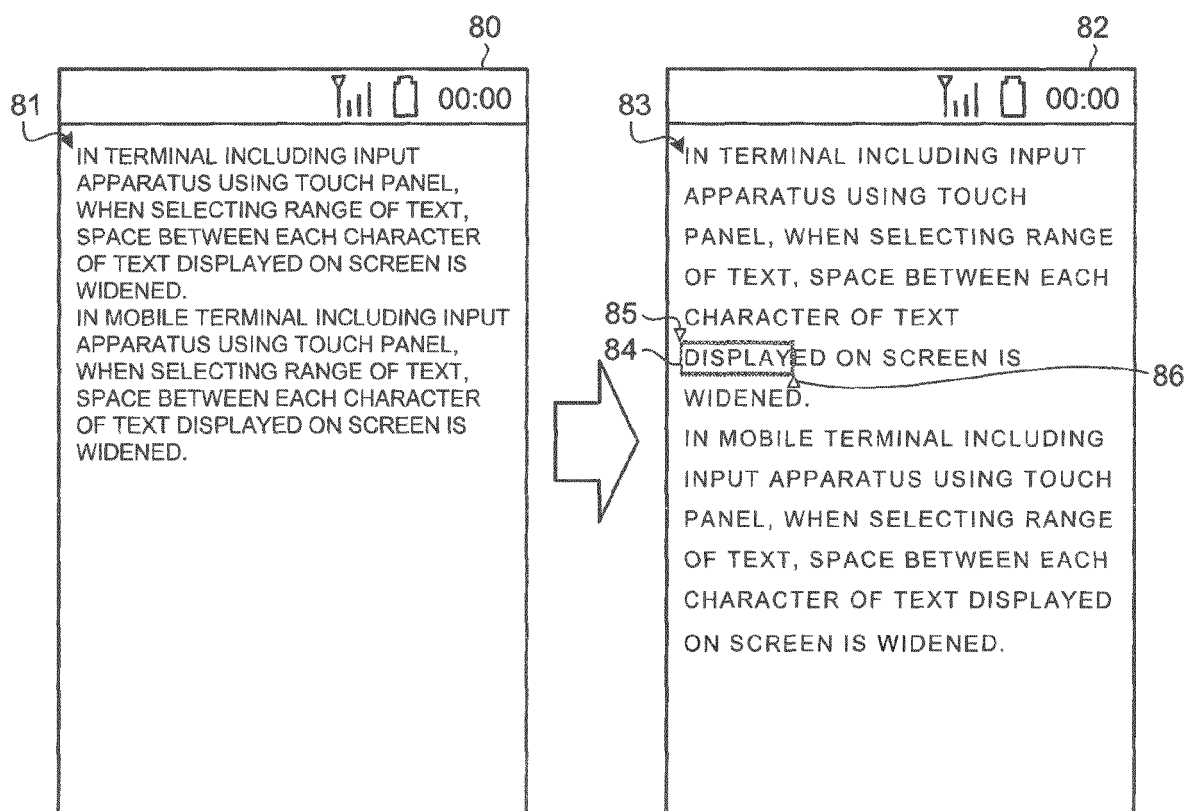 80
00:00
81
IN TERMINAL INCLUDING INPUT
APPARATUS USING TOUCH PANEL,
WHEN SELECTING RANGE OF TEXT,
SPACE BETWEEN EACH CHARACTER
OF TEXT DISPLAYED ON SCREEN IS
WIDENED.
IN MOBILE TERMINAL INCLUDING INPUT
APPARATUS USING TOUCH PANEL,
WHEN SELECTING RANGE OF TEXT,
SPACE BETWEEN EACH CHARACTER
OF TEXT DISPLAYED ON SCREEN IS
WIDENED.
82
00:00
83
IN TERMINAL INCLUDING INPUT
APPARATUS USING TOUCH
PANEL, WHEN SELECTING RANGE
OF TEXT, SPACE BETWEEN EACH
85
CHARACTER OF TEXT
84
DISPLAYED ON SCREEN IS
86
WIDENED.
IN MOBILE TERMINAL INCLUDING
INPUT APPARATUS USING TOUCH
PANEL, WHEN SELECTING RANGE
OF TEXT, SPACE BETWEEN EACH
CHARACTER OF TEXT DISPLAYED
ON SCREEN IS WIDENED.